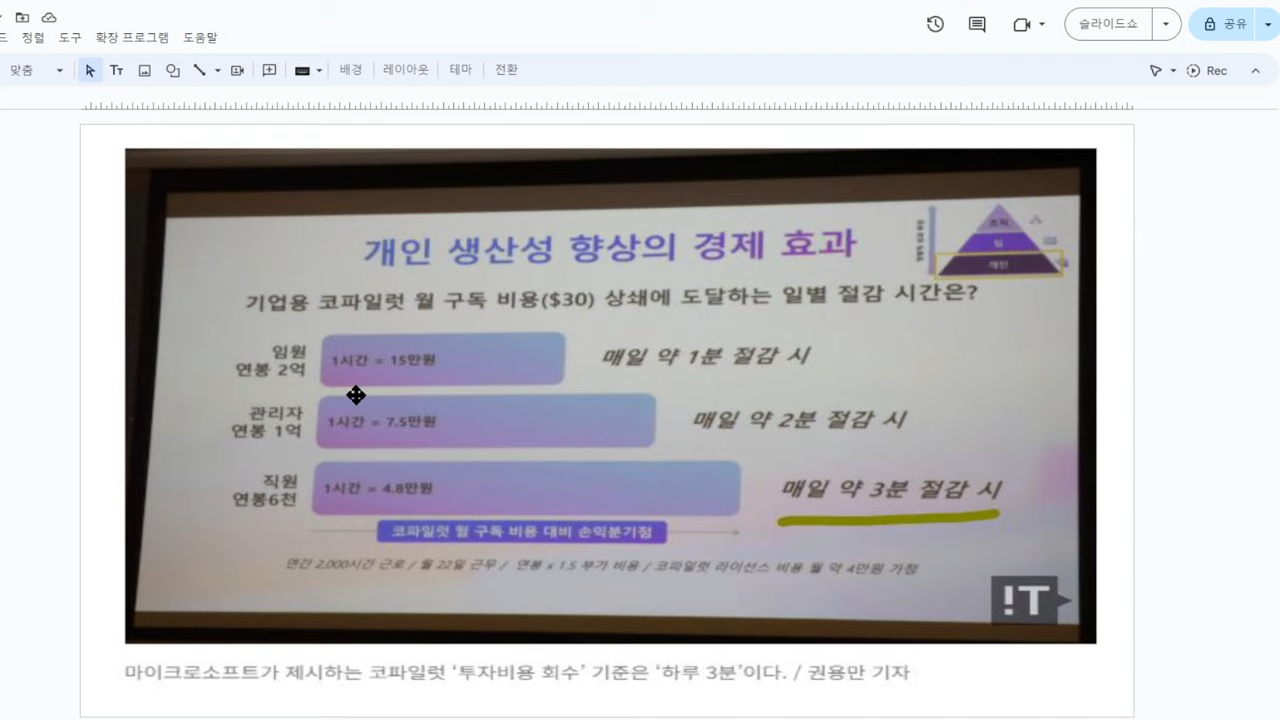 정렬 도구 확장 프로그램 도움말
슬라이드쇼
공유
맞춤
배경 레이아웃 테마 전환
Rec
개인 생산성 향상의 경제 효과
팀
개인
기업용 코파일럿 월 구독 비용($30) 상쇄에 도달하는 일별 절감 시간은?
임원
연봉 2억
1시간 = 15만원
매일 약 1분 절감 시
관리자
연봉 1억
1시간 = 7.5만원
매일 약 2분 절감 시
직원
연봉6천
1시간 = 4.8만원
매일 약 3분 절감 시
코파일럿 월 구독 비용 대비 손익분기점
연간 2,000시간 근로 / 월 22일 근무 / 연봉 x 1.5 부가 비용 / 코파일럿 라이선스 비용 월 약 4만원 가정
!T
마이크로소프트가 제시하는 코파일럿 ‘투자비용 회수’ 기준은 ‘하루 3분’이다. / 권용만 기자